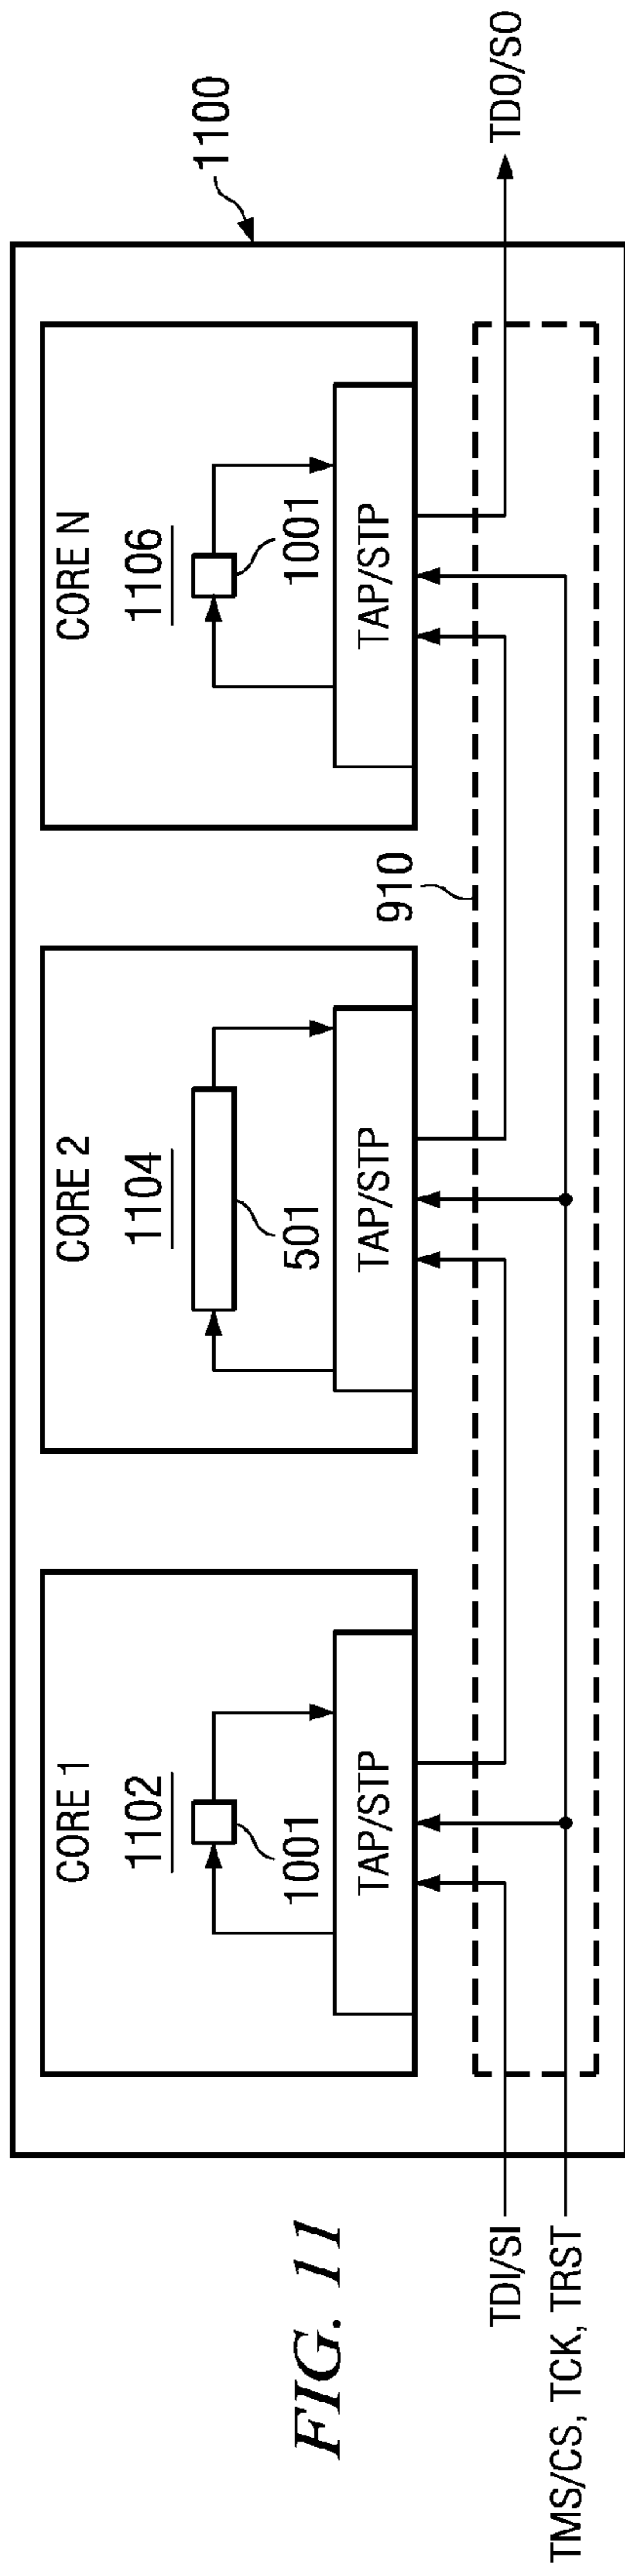 FIG. 11
1100
CORE 1
1102
1001
TAP/STP
CORE 2
1104
501
TAP/STP
CORE N
1106
1001
TAP/STP
910
TDI/SI
TMS/CS, TCK, TRST
TDO/SO